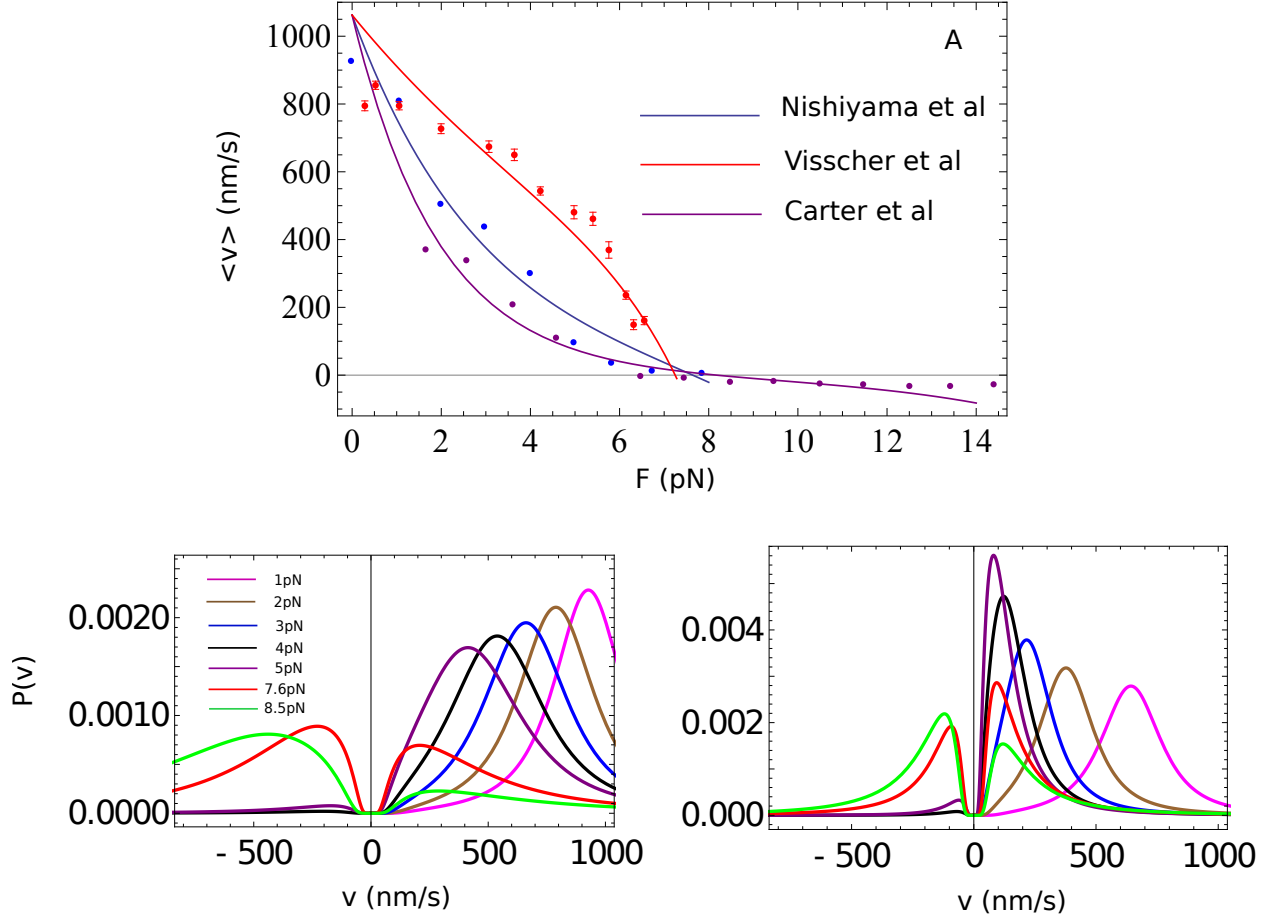 A
1000
800
600
400
200
0
<v> (nm/s)
Nishiyama et al
Visscher et al
Carter et al
0 2 4 6 8 10 12 14
F (pN)
P(v)
0.0020
0.0010
0.0000
1pN
2pN
3pN
4pN
5pN
7.6pN
8.5pN
- 500 0 500 1000
v (nm/s)
0.004
0.002
0.000
- 500 0 500 1000
v (nm/s)